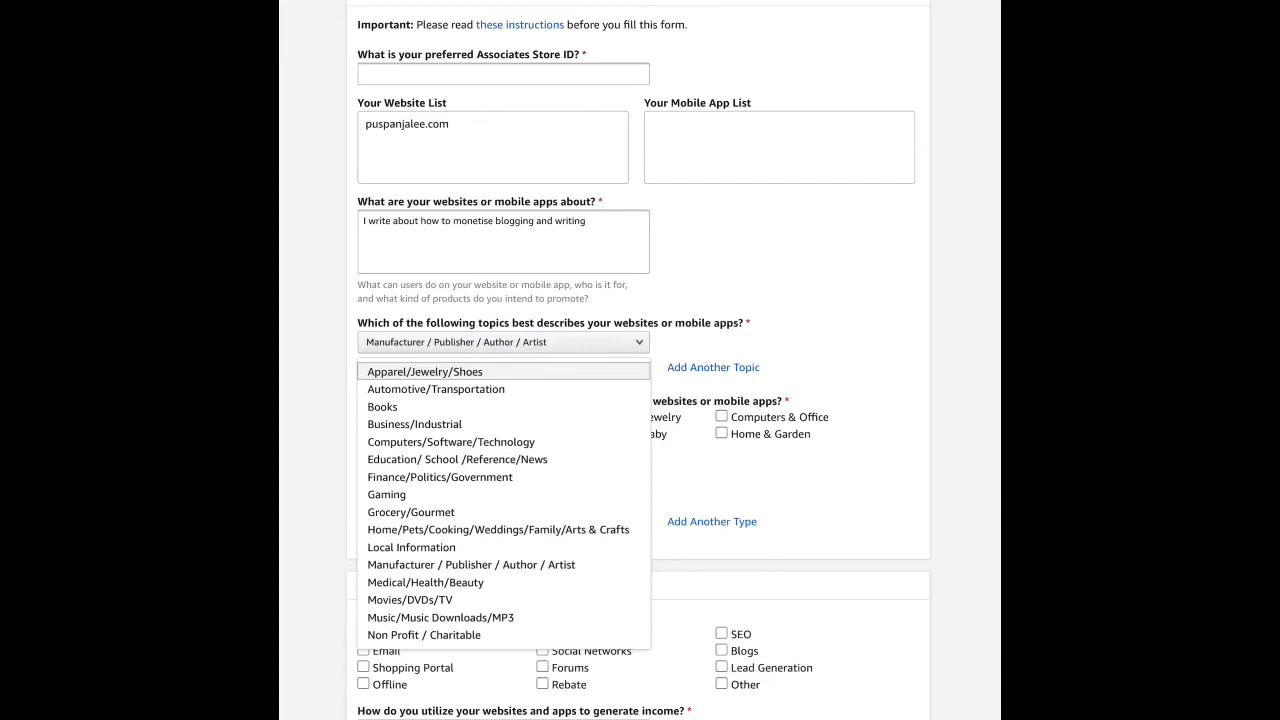 Important: Please read these instructions before you fill this form.
What is your preferred Associates Store ID? *
Your Website List Your Mobile App List
puspanjalee.com
What are your websites or mobile apps about? *
I write about how to monetise blogging and writing
What can users do on your website or mobile app, who is it for,
and what kind of products do you intend to promote?
Which of the following topics best describes your websites or mobile apps? *
Manufacturer / Publisher / Author / Artist
Add Another Topic
Apparel/Jewelry/Shoes
Automotive/Transportation
Books
Business/Industrial
Computers/Software/Technology
Education/ School /Reference/News
Finance/Politics/Government
Gaming
Grocery/Gourmet
Home/Pets/Cooking/Weddings/Family/Arts & Crafts
Local Information
Manufacturer / Publisher / Author / Artist
Medical/Health/Beauty
Movies/DVDs/TV
Music/Music Downloads/MP3
Non Profit / Charitable
websites or mobile apps? *
ewelry Computers & Office
aby Home & Garden
Add Another Type
SEO
Email Social Networks Blogs
Shopping Portal Forums Lead Generation
Offline Rebate Other
How do you utilize your websites and apps to generate income? *